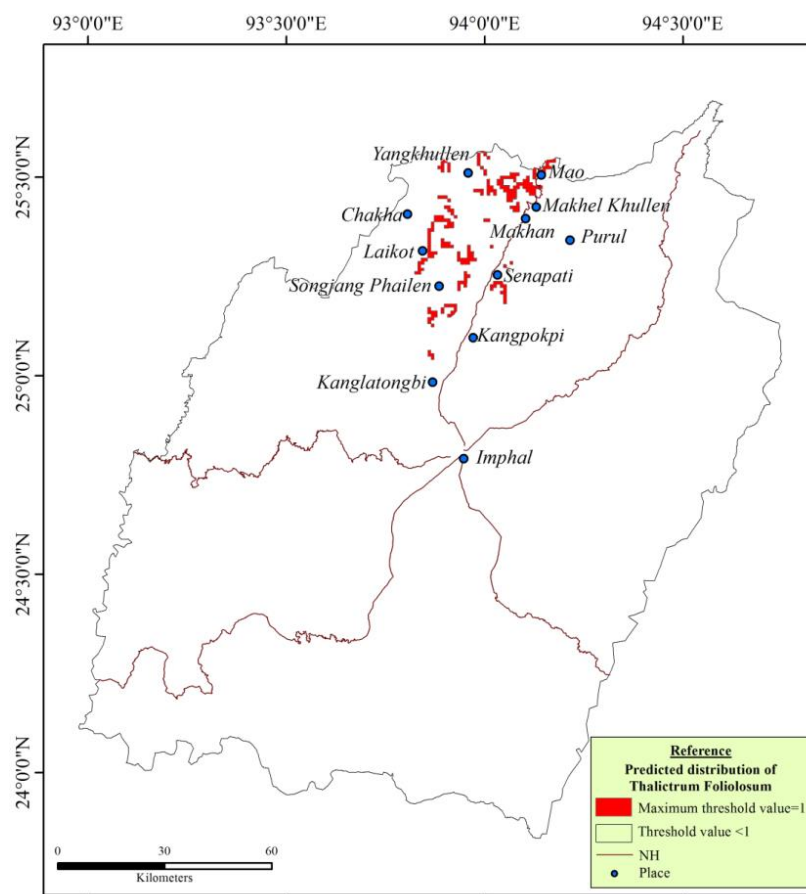 93°0'0"E 93°30'0"E 94°0'0"E 94°30'0"E
25°30'0"N
25°0'0"N
24°30'0"N
24°0'0"N
Yangkhullen
Mao
Chakha
Makhel Khullen
Makhan
Purul
Laikot
Senapati
Songjang Phailen
Kangpokpi
Kanglatongbi
Imphal
Reference
Predicted distribution of
Thalictrum Foliolosum
Maximum threshold value=1
Threshold value <1
NH
Place
0 30 60
Kilometers